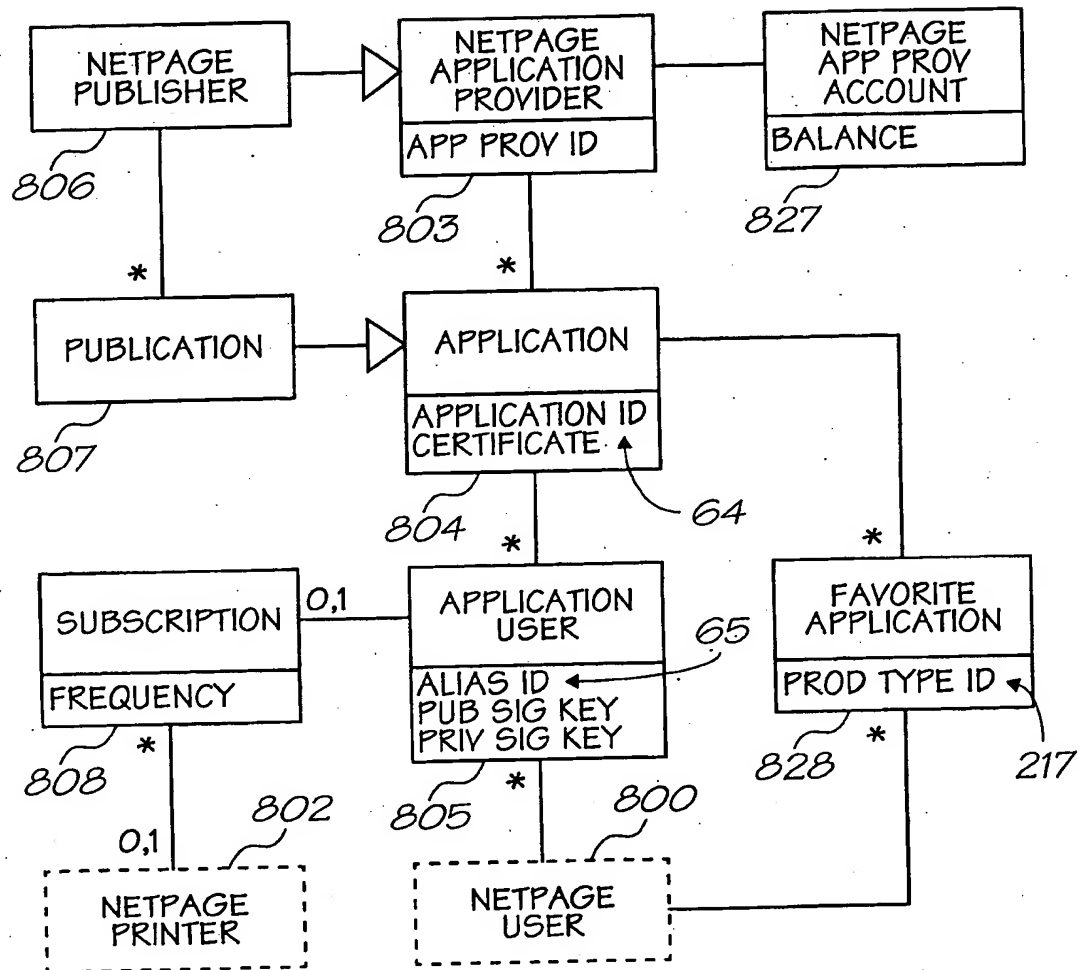 NETPAGE
PUBLISHER
806
NETPAGE
APPLICATION
PROVIDER
APP PROV ID
803
NETPAGE
APP PROV
ACCOUNT
BALANCE
827
*
*
PUBLICATION
807
APPLICATION
APPLICATION ID
CERTIFICATE
804
64
*
*
SUBSCRIPTION
FREQUENCY
808
*
0,1
APPLICATION
USER
ALIAS ID
PUB SIG KEY
PRIV SIG KEY
805
*
65
FAVORITE
APPLICATION
PROD TYPE ID
828
*
217
0,1
802
NETPAGE
PRINTER
800
NETPAGE
USER